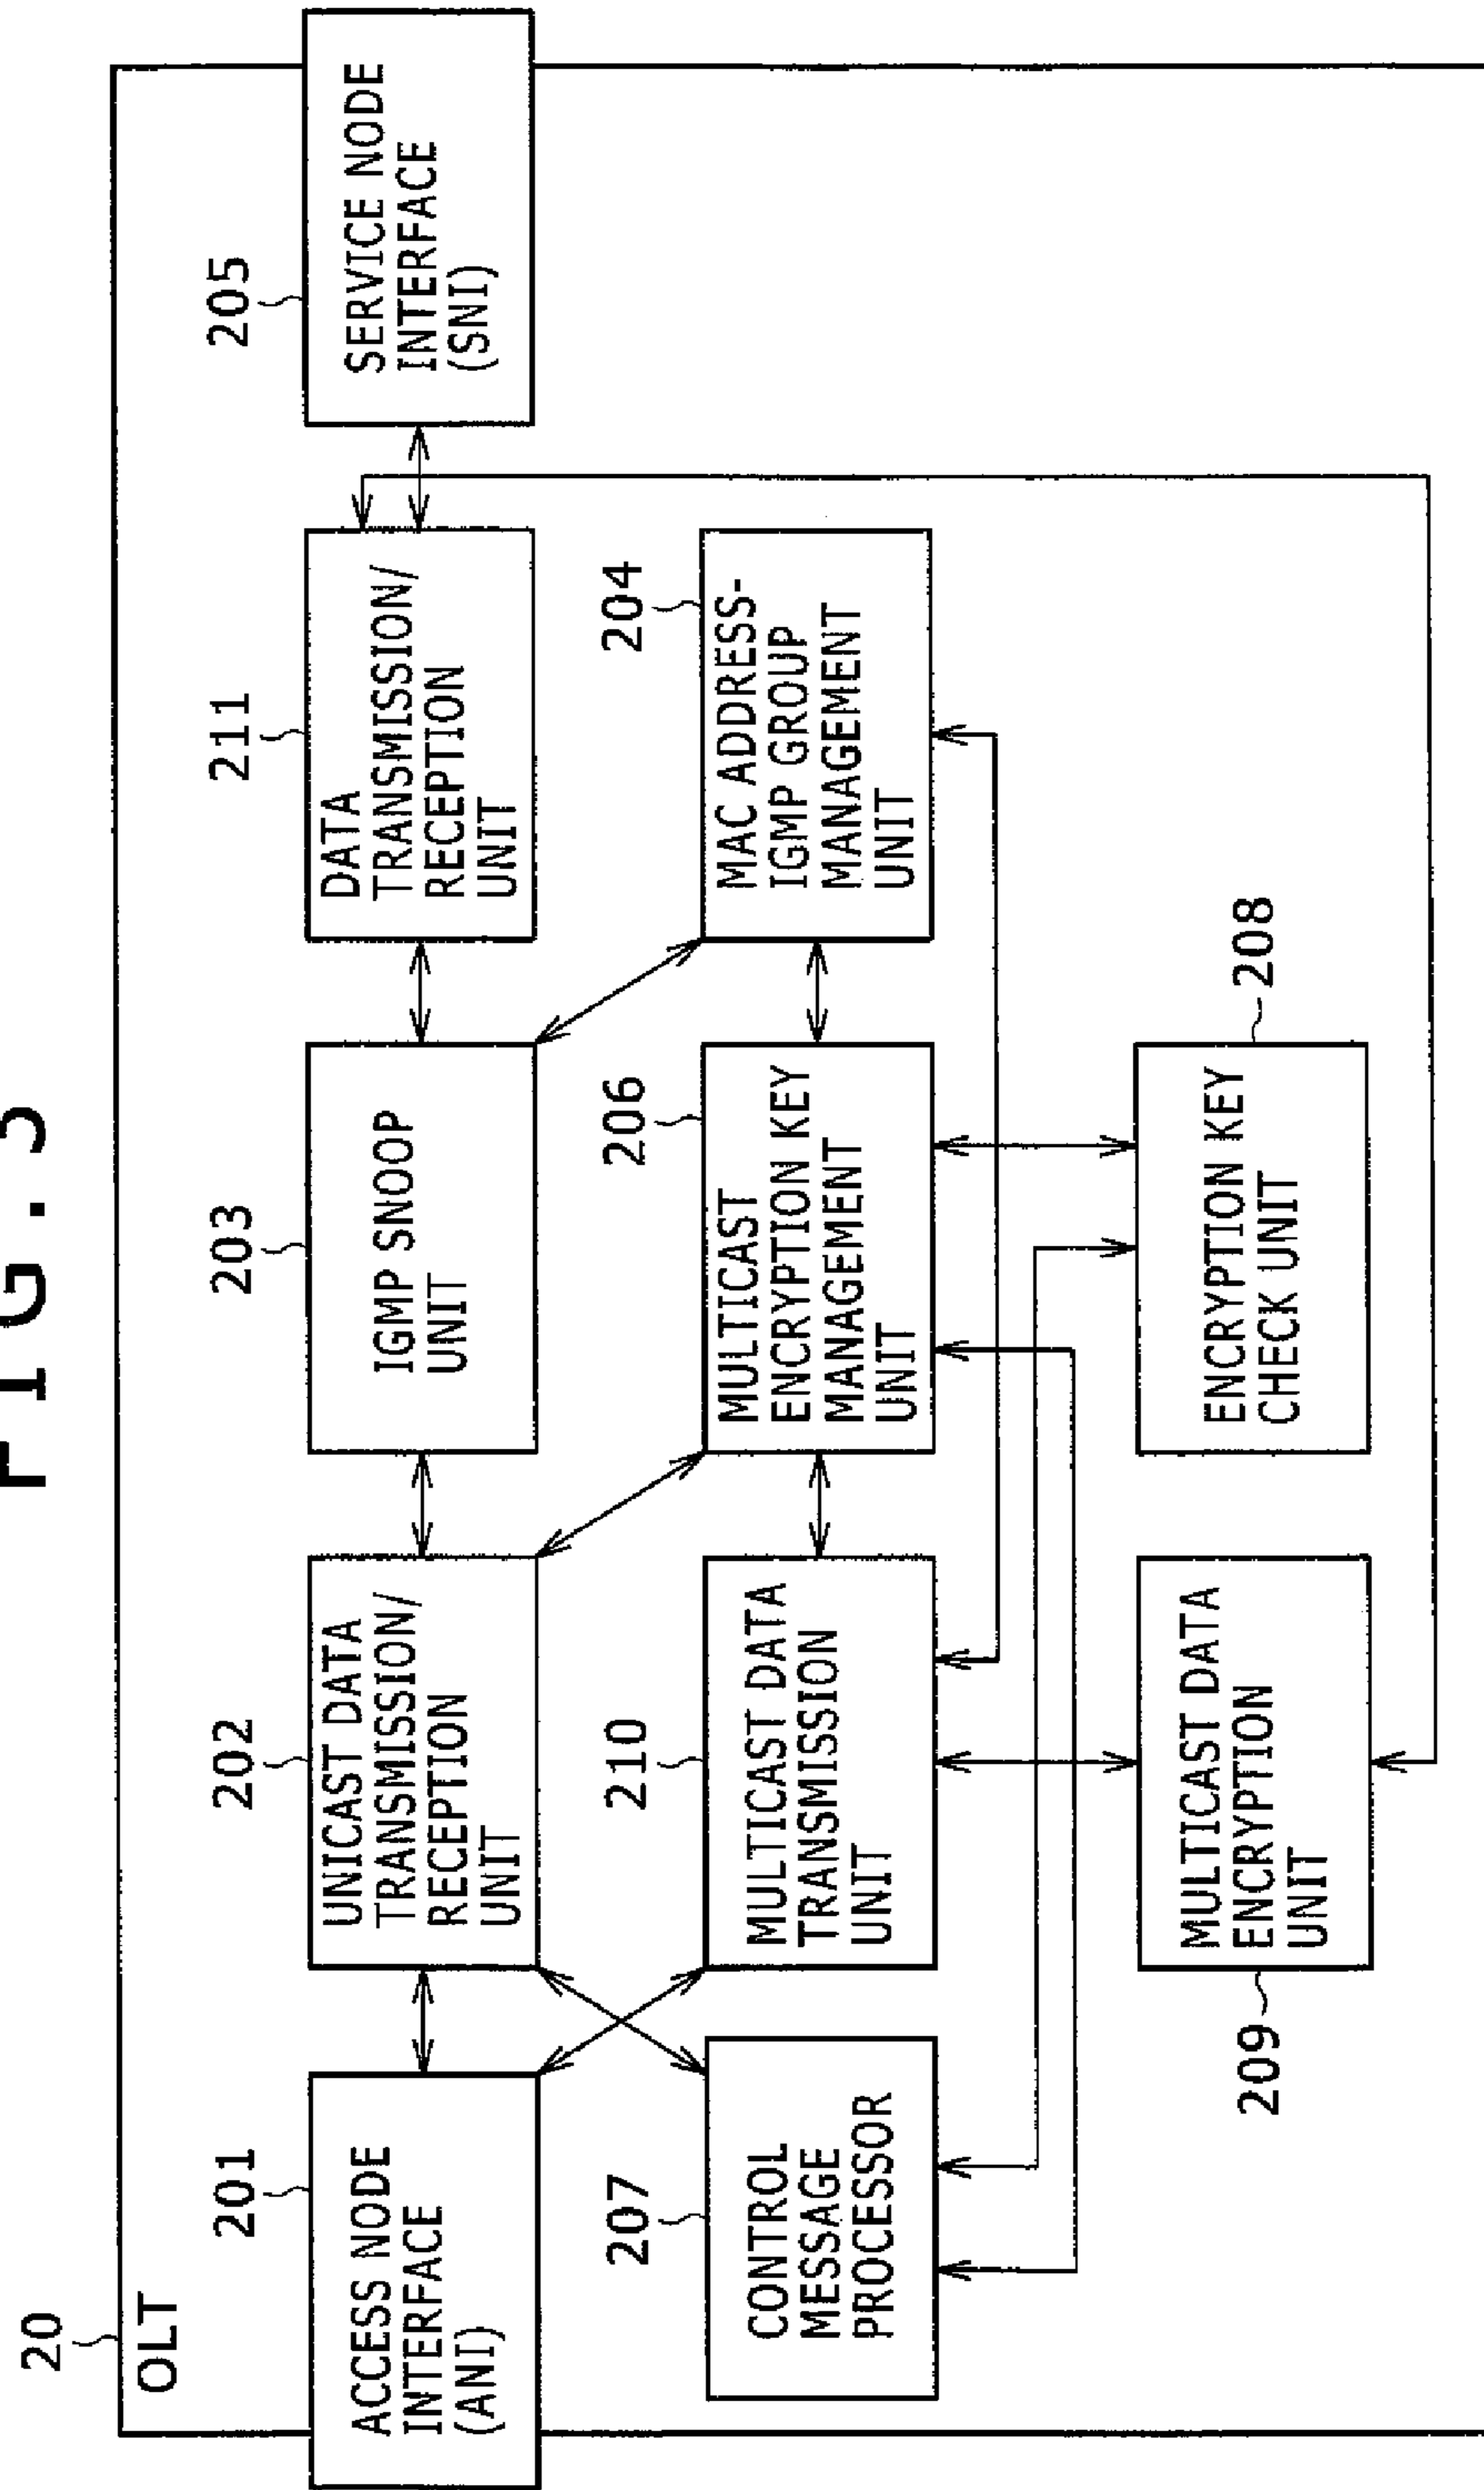 FIG.
20
OLT
201
ACCESS NODE
INTERFACE
(ANI)
202
UNICAST DATA
TRANSMISSION/
RECEPTION
UNIT
203
IGMP SNOOP
UNIT
211
DATA
TRANSMISSION/
RECEPTION
UNIT
205
SERVICE NODE
INTERFACE
(SNI)
207
CONTROL
MESSAGE
PROCESSOR
210
MULTICAST DATA
TRANSMISSION
UNIT
206
MULTICAST
ENCRYPTION KEY
MANAGEMENT
UNIT
204
MAC ADDRESS-
IGMP GROUP
MANAGEMENT
UNIT
209
MULTICAST DATA
ENCRYPTION
UNIT
208
ENCRYPTION KEY
CHECK UNIT